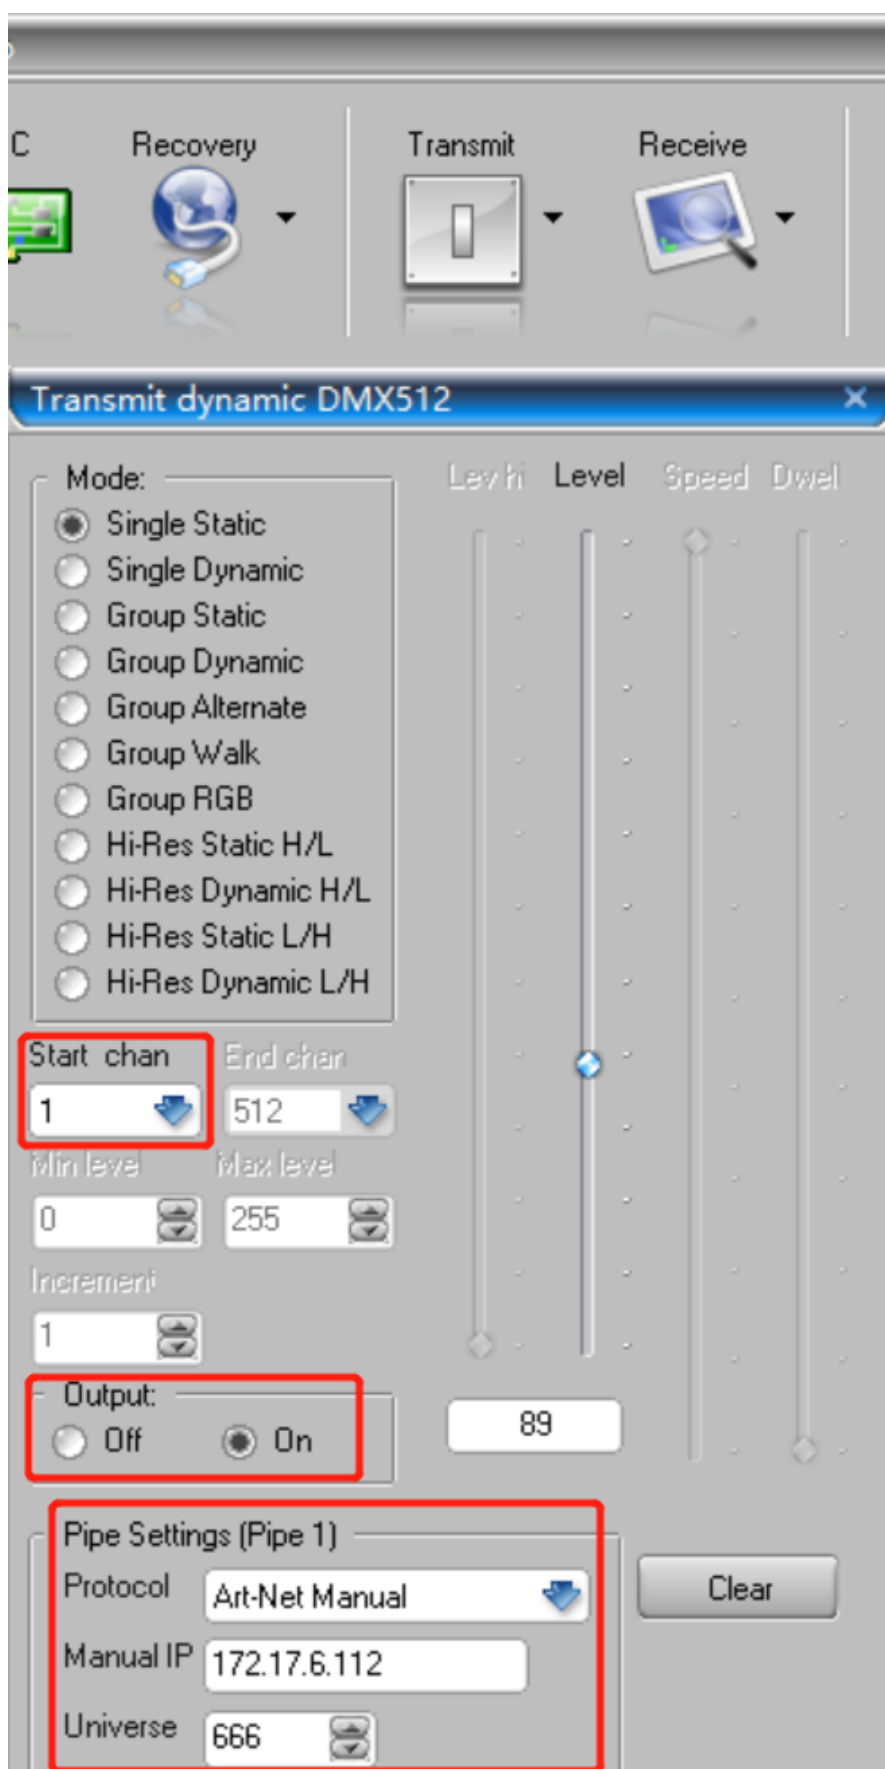 C Recovery Transmit Receive
Transmit dynamic DMX512
Mode:
Single Static
Single Dynamic
Group Static
Group Dynamic
Group Alternate
Group Walk
Group RGB
Hi-Res Static H/L
Hi-Res Dynamic H/L
Hi-Res Static L/H
Hi-Res Dynamic L/H
Lev hi Level Speed Dwel
Start chan End chan
1 512
Min level Max level
0 255
Increment
1
Output:
Off On
89
Pipe Settings (Pipe 1)
Protocol Art-Net Manual
Clear
Manual IP 172.17.6.112
Universe 666